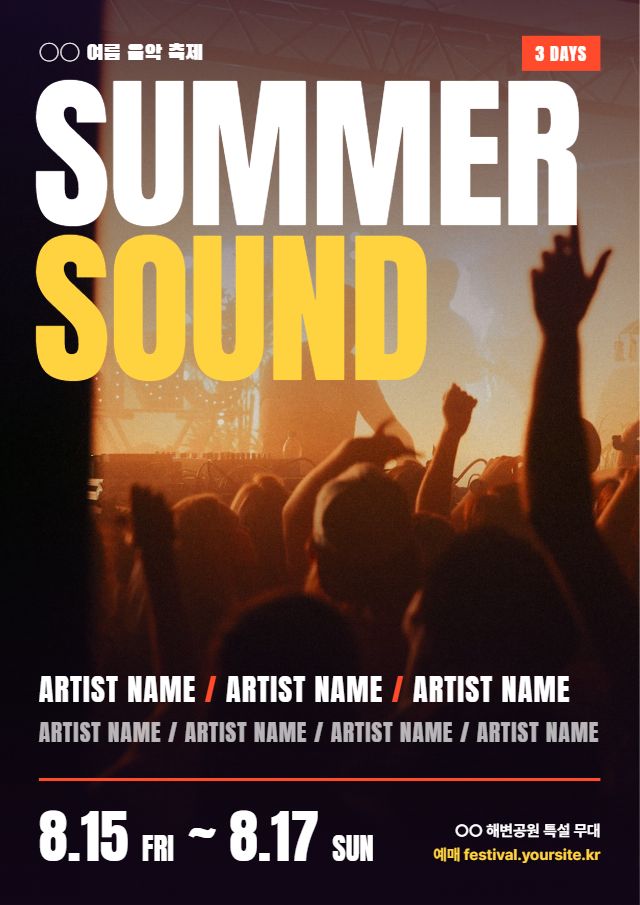 ○○ 여름 음악 축제
3 DAYS
SUMMER
SOUND
ARTIST NAME / ARTIST NAME / ARTIST NAME
ARTIST NAME / ARTIST NAME / ARTIST NAME / ARTIST NAME
8.15 FRI ~ 8.17 SUN
○○ 해변공원 특설 무대
예매 festival.yoursite.kr